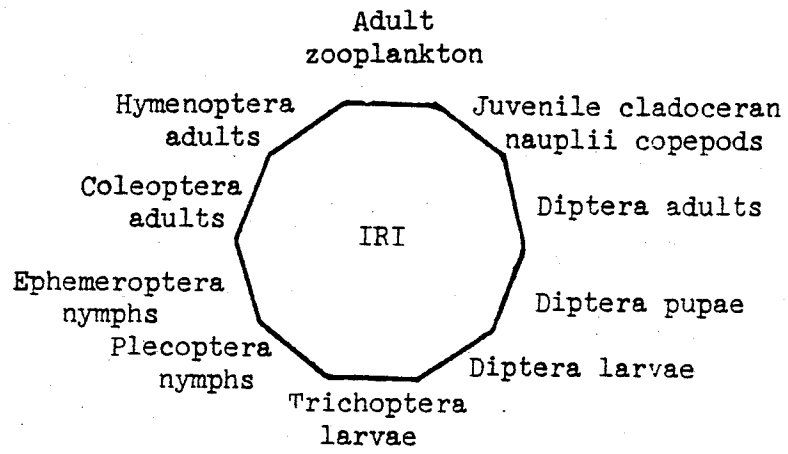 Adult
zooplankton
Hymenoptera
adults
Juvenile cladoceran
nauplii copepods
Coleoptera
adults
Diptera adults
IRI
Ephemeroptera
nymphs
Diptera pupae
Plecoptera
nymphs
Diptera larvae
Trichoptera
larvae